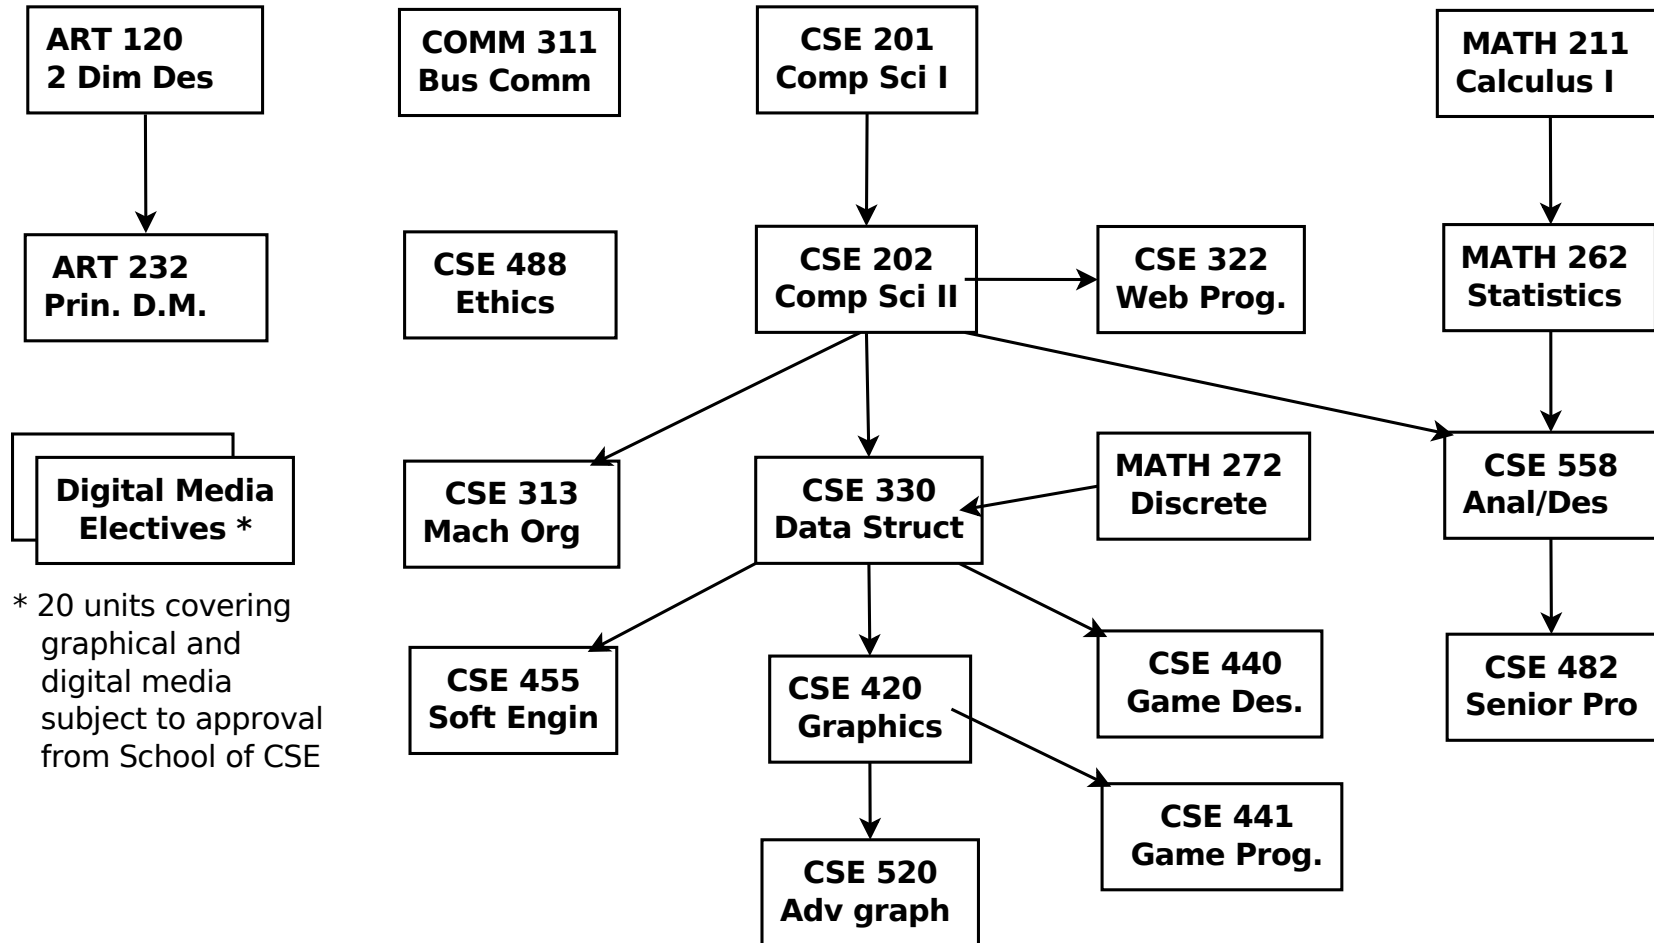 ART 120
2 Dim Des
COMM 311
Bus Comm
CSE 201
Comp Sci I
MATH 211
Calculus I
ART 232
Prin. D.M.
CSE 488
Ethics
CSE 202
Comp Sci II
CSE 322
Web Prog.
MATH 262
Statistics
Digital Media
Electives *
CSE 313
Mach Org
CSE 330
Data Struct
MATH 272
Discrete
CSE 558
Anal/Des
* 20 units covering
graphical and
digital media
subject to approval
from School of CSE
CSE 455
Soft Engin
CSE 420
Graphics
CSE 440
Game Des.
CSE 482
Senior Pro
CSE 441
Game Prog.
CSE 520
Adv graph